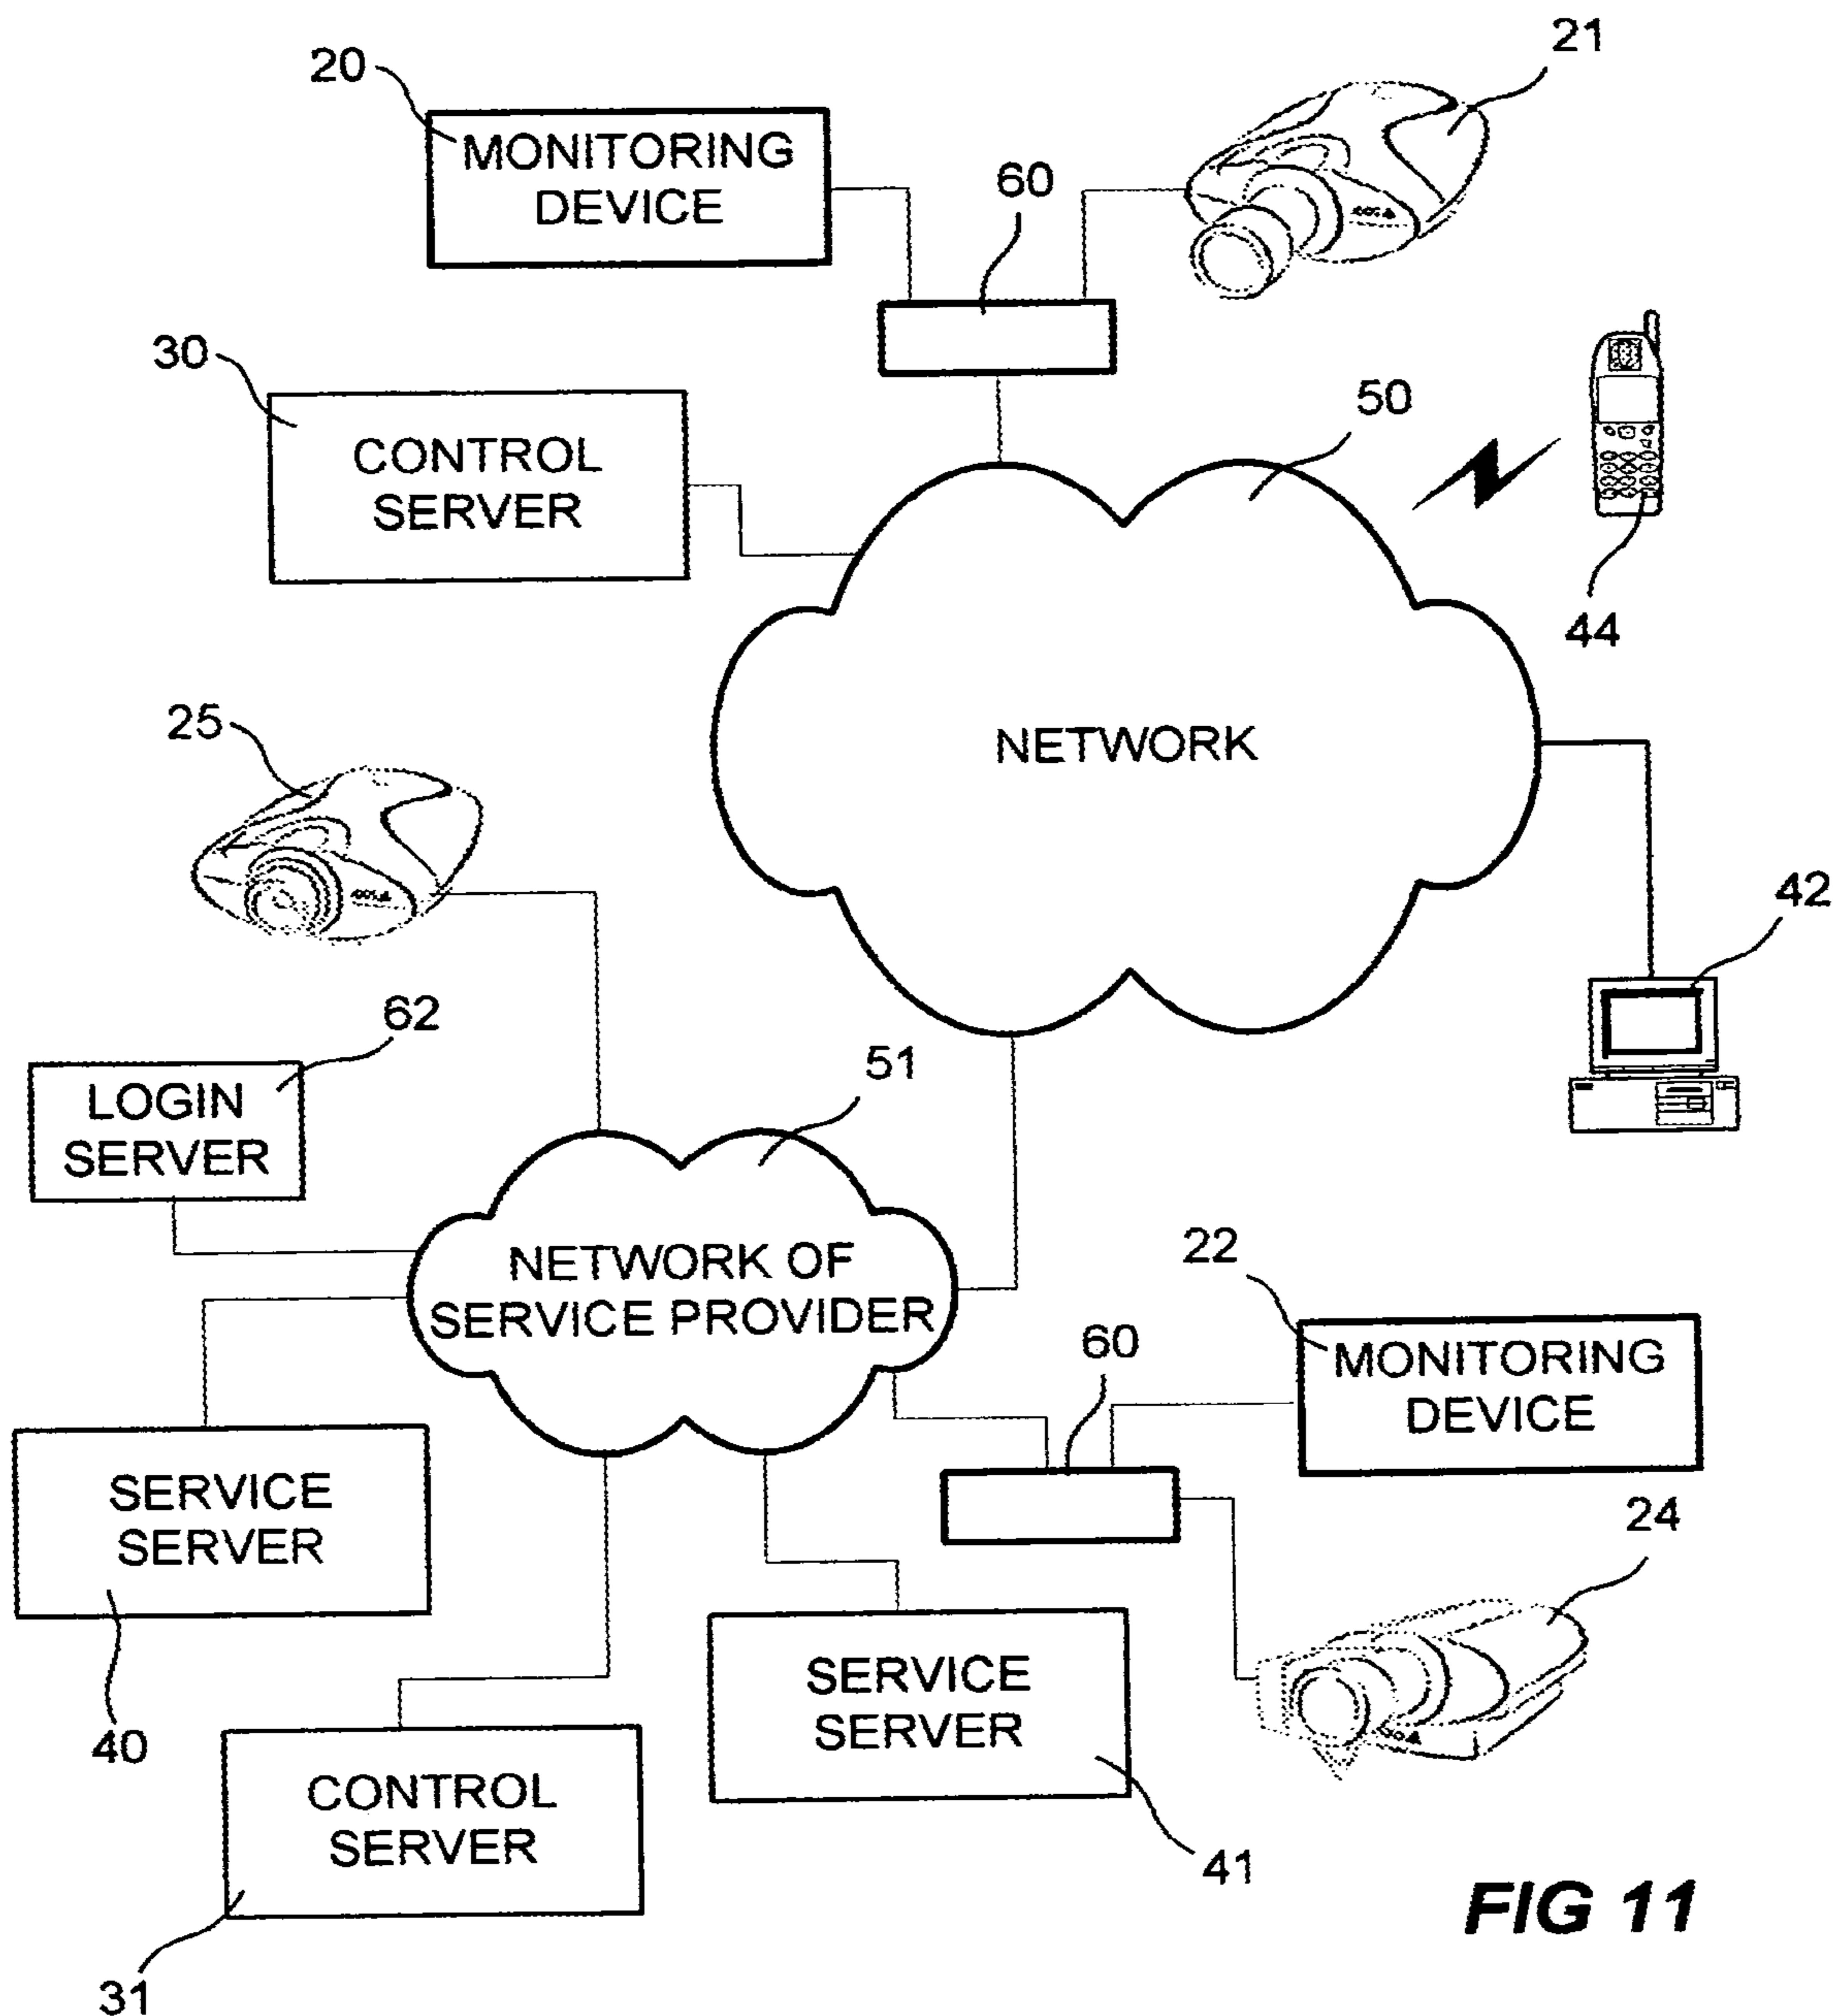 21
20
MONITORING
DEVICE
60
30
CONTROL
SERVER
50
44
25
NETWORK
42
62
LOGIN
SERVER
51
NETWORK OF
SERVICE PROVIDER
22
MONITORING
DEVICE
60
SERVICE
SERVER
24
40
SERVICE
SERVER
CONTROL
SERVER
41
31
FIG 11